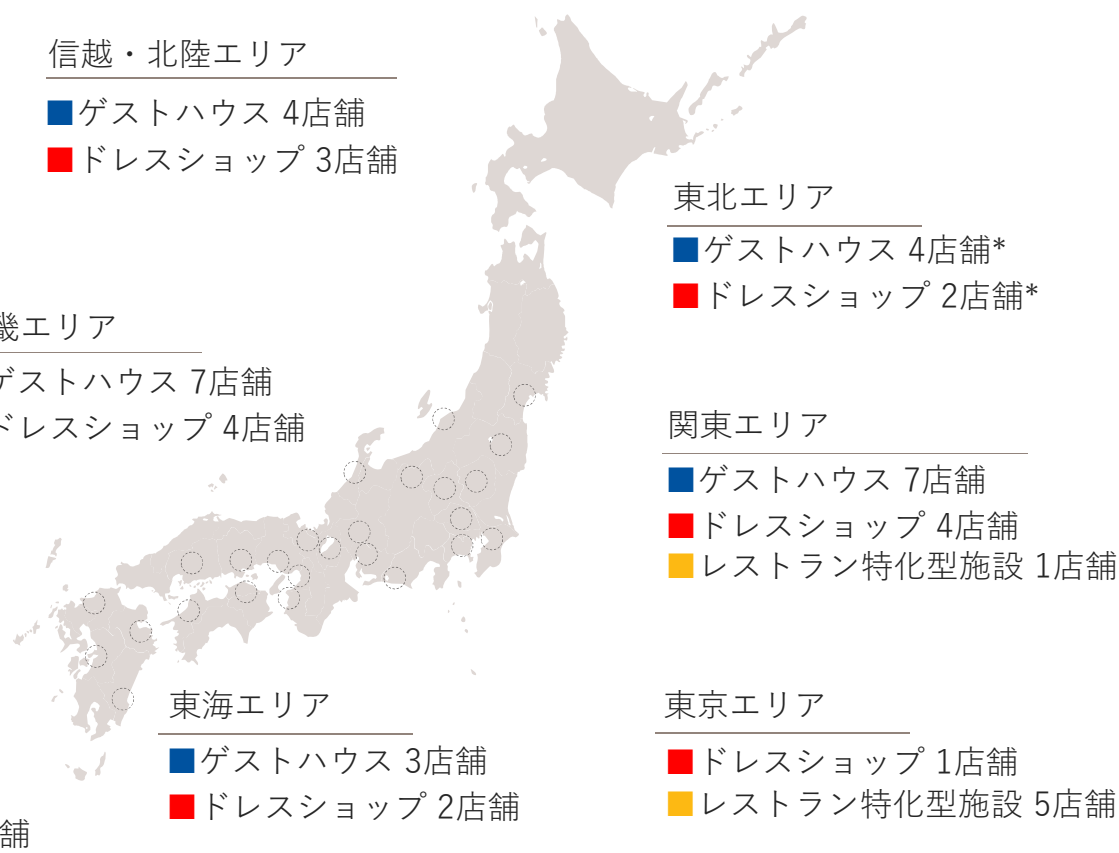 信越・北陸エリア
■ゲストハウス 4店舗
■ドレスショップ 3店舗
東北エリア
■ゲストハウス 4店舗*
■ドレスショップ 2店舗*
畿エリア
ゲストハウス 7店舗
ドレスショップ 4店舗
関東エリア
■ゲストハウス 7店舗
■ドレスショップ 4店舗
■レストラン特化型施設 1店舗
東海エリア
■ゲストハウス 3店舗
■ドレスショップ 2店舗
東京エリア
■ドレスショップ 1店舗
■レストラン特化型施設 5店舗
舗